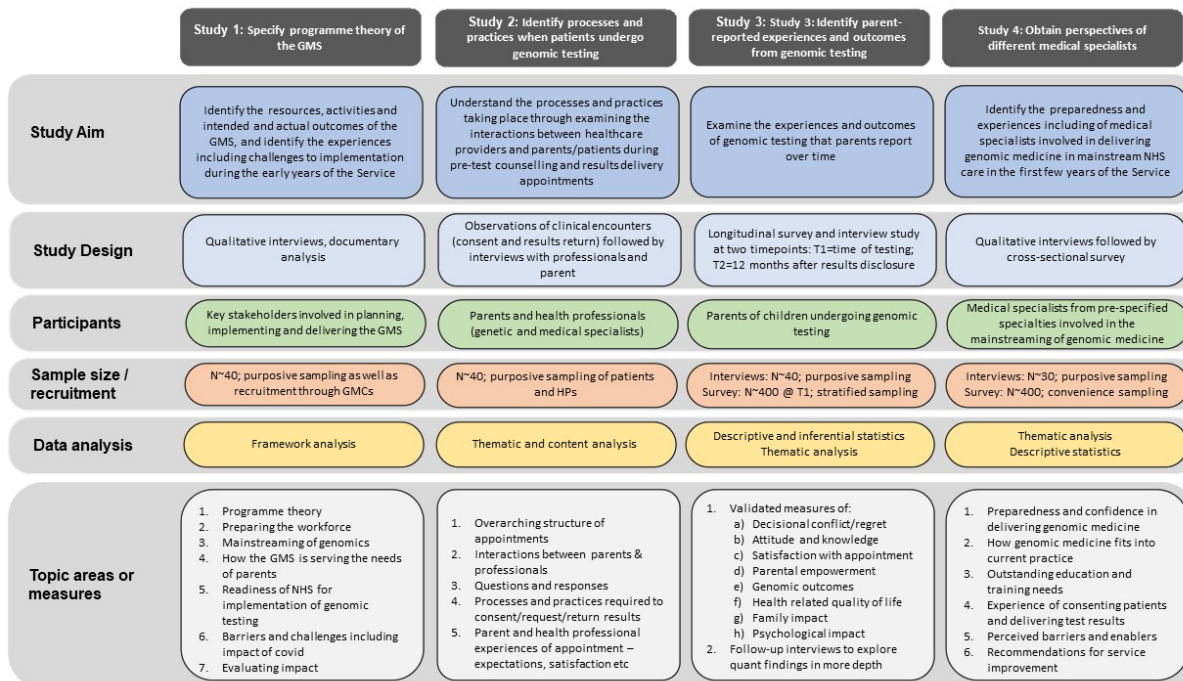 Study 1: Specify programme theory of
the GMS
Study 2: Identify processes and
practices when patients undergo
genomic testing
Study 3: Study 3: Identify parent-
reported experiences and outcomes
from genomic testing
Study 4: Obtain perspectives of
different medical specialists
Study Aim
Identify the resources, activities and
intended and actual outcomes of the
GMS, and identify the experiences
including challenges to implementation
during the early years of the Service
Understand the processes and practices
taking place through examining the
interactions between healthcare
providers and parents/patients during
pre-test counselling and results delivery
appointments
Examine the experiences and outcomes
of genomic testing that parents report
over time
Identify the preparedness and
experiences including of medical
specialists involved in delivering
genomic medicine in mainstream NHS
care in the first few years of the Service
Study Design
Qualitative interviews, documentary
analysis
Observations of clinical encounters
(consent and results return) followed by
interviews with professionals and
parent
Longitudinal survey and interview study
at two timepoints: T1=time of testing;
T2=12 months after results disclosure
Qualitative interviews followed by
cross-sectional survey
Participants
Key stakeholders involved in planning,
implementing and delivering the GMS
Parents and health professionals
(genetic and medical specialists)
Parents of children undergoing genomic
testing
Medical specialists from pre-specified
specialties involved in the
mainstreaming of genomic medicine
Sample size /
recruitment
N~40; purposive sampling as well as
recruitment through GMCs
N~40; purposive sampling of patients
and HPs
Interviews: N~40; purposive sampling
Survey: N~400 @ T1; stratified sampling
Interviews: N~30; purposive sampling
Survey: N~400; convenience sampling
Data analysis
Framework analysis
Thematic and content analysis
Descriptive and inferential statistics
Thematic analysis
Thematic analysis
Descriptive statistics
Topic areas or
measures
1. Programme theory
2. Preparing the workforce
3. Mainstreaming of genomics
4. How the GMS is serving the needs
of parents
5. Readiness of NHS for
implementation of genomic
testing
6. Barriers and challenges including
impact of covid
7. Evaluating impact
1. Overarching structure of
appointments
2. Interactions between parents &
professionals
3. Questions and responses
4. Processes and practices required to
consent/request/return results
5. Parent and health professional
experiences of appointment –
expectations, satisfaction etc
1. Validated measures of:
a) Decisional conflict/regret
b) Attitude and knowledge
c) Satisfaction with appointment
d) Parental empowerment
e) Genomic outcomes
f) Health related quality of life
g) Family impact
h) Psychological impact
2. Follow-up interviews to explore
quant findings in more depth
1. Preparedness and confidence in
delivering genomic medicine
2. How genomic medicine fits into
current practice
3. Outstanding education and
training needs
4. Experience of consenting patients
and delivering test results
5. Perceived barriers and enablers
6. Recommendations for service
improvement